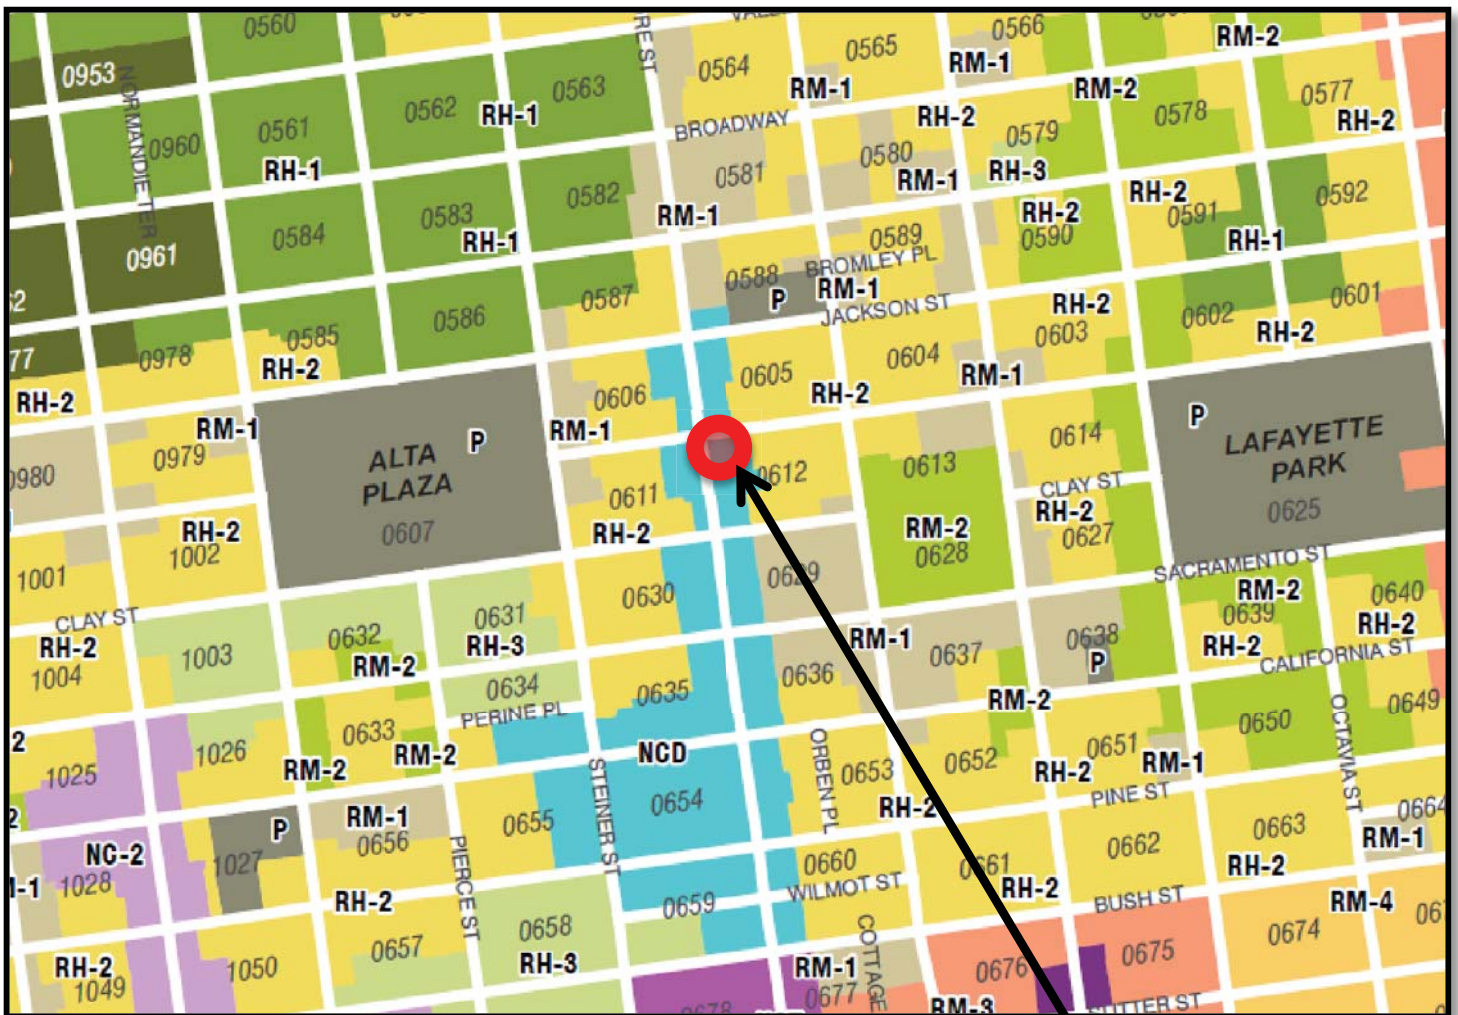 0560
VALL
0566
RM-2
0953
RE ST
0564
0565
RM-1
RM-1
RM-2
0577
NORMANDIE TER
0960
0561
0562
RH-1
0563
BROADWAY
RH-2
0579
0578
RH-2
RH-1
0581
0580
RM-1
RH-3
0582
RM-1
RH-2
0591
0592
0961
0584
0583
RH-1
0589
RH-2
0590
RH-1
0588
BROMLEY PL
P
RM-1
JACKSON ST
RH-2
0587
0601
0602
0586
0585
0603
RH-2
77
0978
RH-2
0604
RM-1
0605
RH-2
RH-2
0606
RM-1
RM-1
P
P
0979
ALTA
PLAZA
0614
LAFAYETTE
PARK
0980
0612
0613
CLAY ST
0611
RH-2
0625
0607
RH-2
RH-2
RM-2
0628
0627
1002
1001
SACRAMENTO ST
0629
RM-2
0640
0630
0639
CLAY ST
0631
RH-2
0632
RH-3
RM-1
0638
P
RH-2
RH-2
1004
1003
RM-2
0637
CALIFORNIA ST
0634
0635
0636
RM-2
0649
PERINE PL
0650
OCTAVIA ST
2
0633
1026
RM-2
RM-2
NCD
ORBEN PL
0651
RM-1
0652
RH-2
1025
0653
STEINER ST
0654
RH-2
PINE ST
0664
RM-1
P
RM-1
0656
0655
0663
0662
NC-2
1027
PIERCE ST
0660
0661
RH-2
1028
WILMOT ST
RH-2
RH-2
0659
BUSH ST
RM-4
0658
COTTAGE
0674
0657
RH-3
0675
RH-2
1050
RM-1
0676
1049
0677
0678
RM-3
SUTTER ST